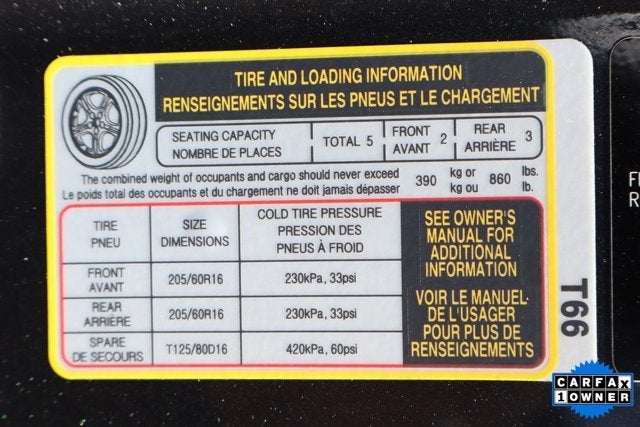 TIRE AND LOADING INFORMATION
RENSEIGNEMENTS SUR LES PNEUS ET LE CHARGEMENT
SEATING CAPACITY
NOMBRE DE PLACES
TOTAL 5
FRONT
AVANT 2
REAR
ARRIÈRE 3
The combined weight of occupants and cargo should never exceed 390 kg or 860 lbs.
Le poids total des occupants et du chargement ne doit jamais dépasser kg ou lb.
TIRE
PNEU
SIZE
DIMENSIONS
COLD TIRE PRESSURE
PRESSION DES
PNEUS À FROID
FRONT
AVANT
205/60R16
230kPa, 33psi
REAR
ARRIÈRE
205/60R16
230kPa, 33psi
SPARE
DE SECOURS
T125/80D16
420kPa, 60psi
SEE OWNER'S
MANUAL FOR
ADDITIONAL
INFORMATION
VOIR LE MANUEL
DE L'USAGER
POUR PLUS DE
RENSEIGNEMENTS
T66
CARFAX
1 OWNER